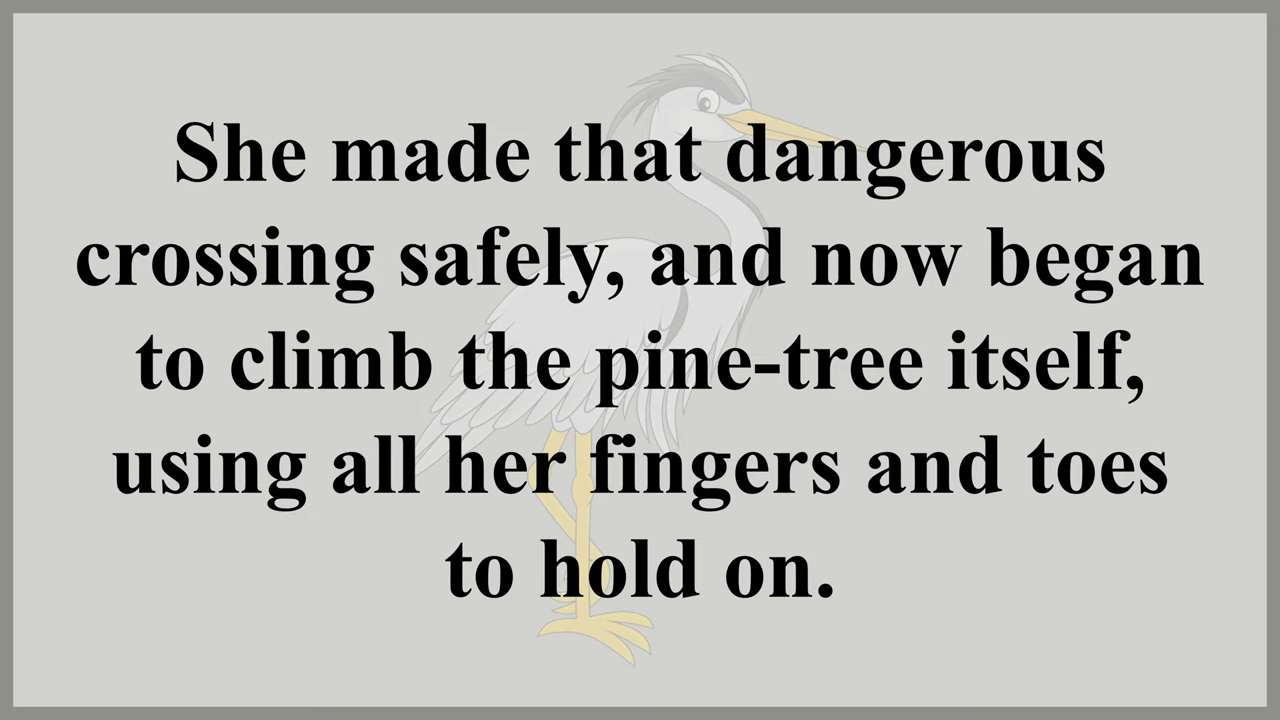 She made that dangerous
crossing safely, and now began
to climb the pine-tree itself,
using all her fingers and toes
to hold on.